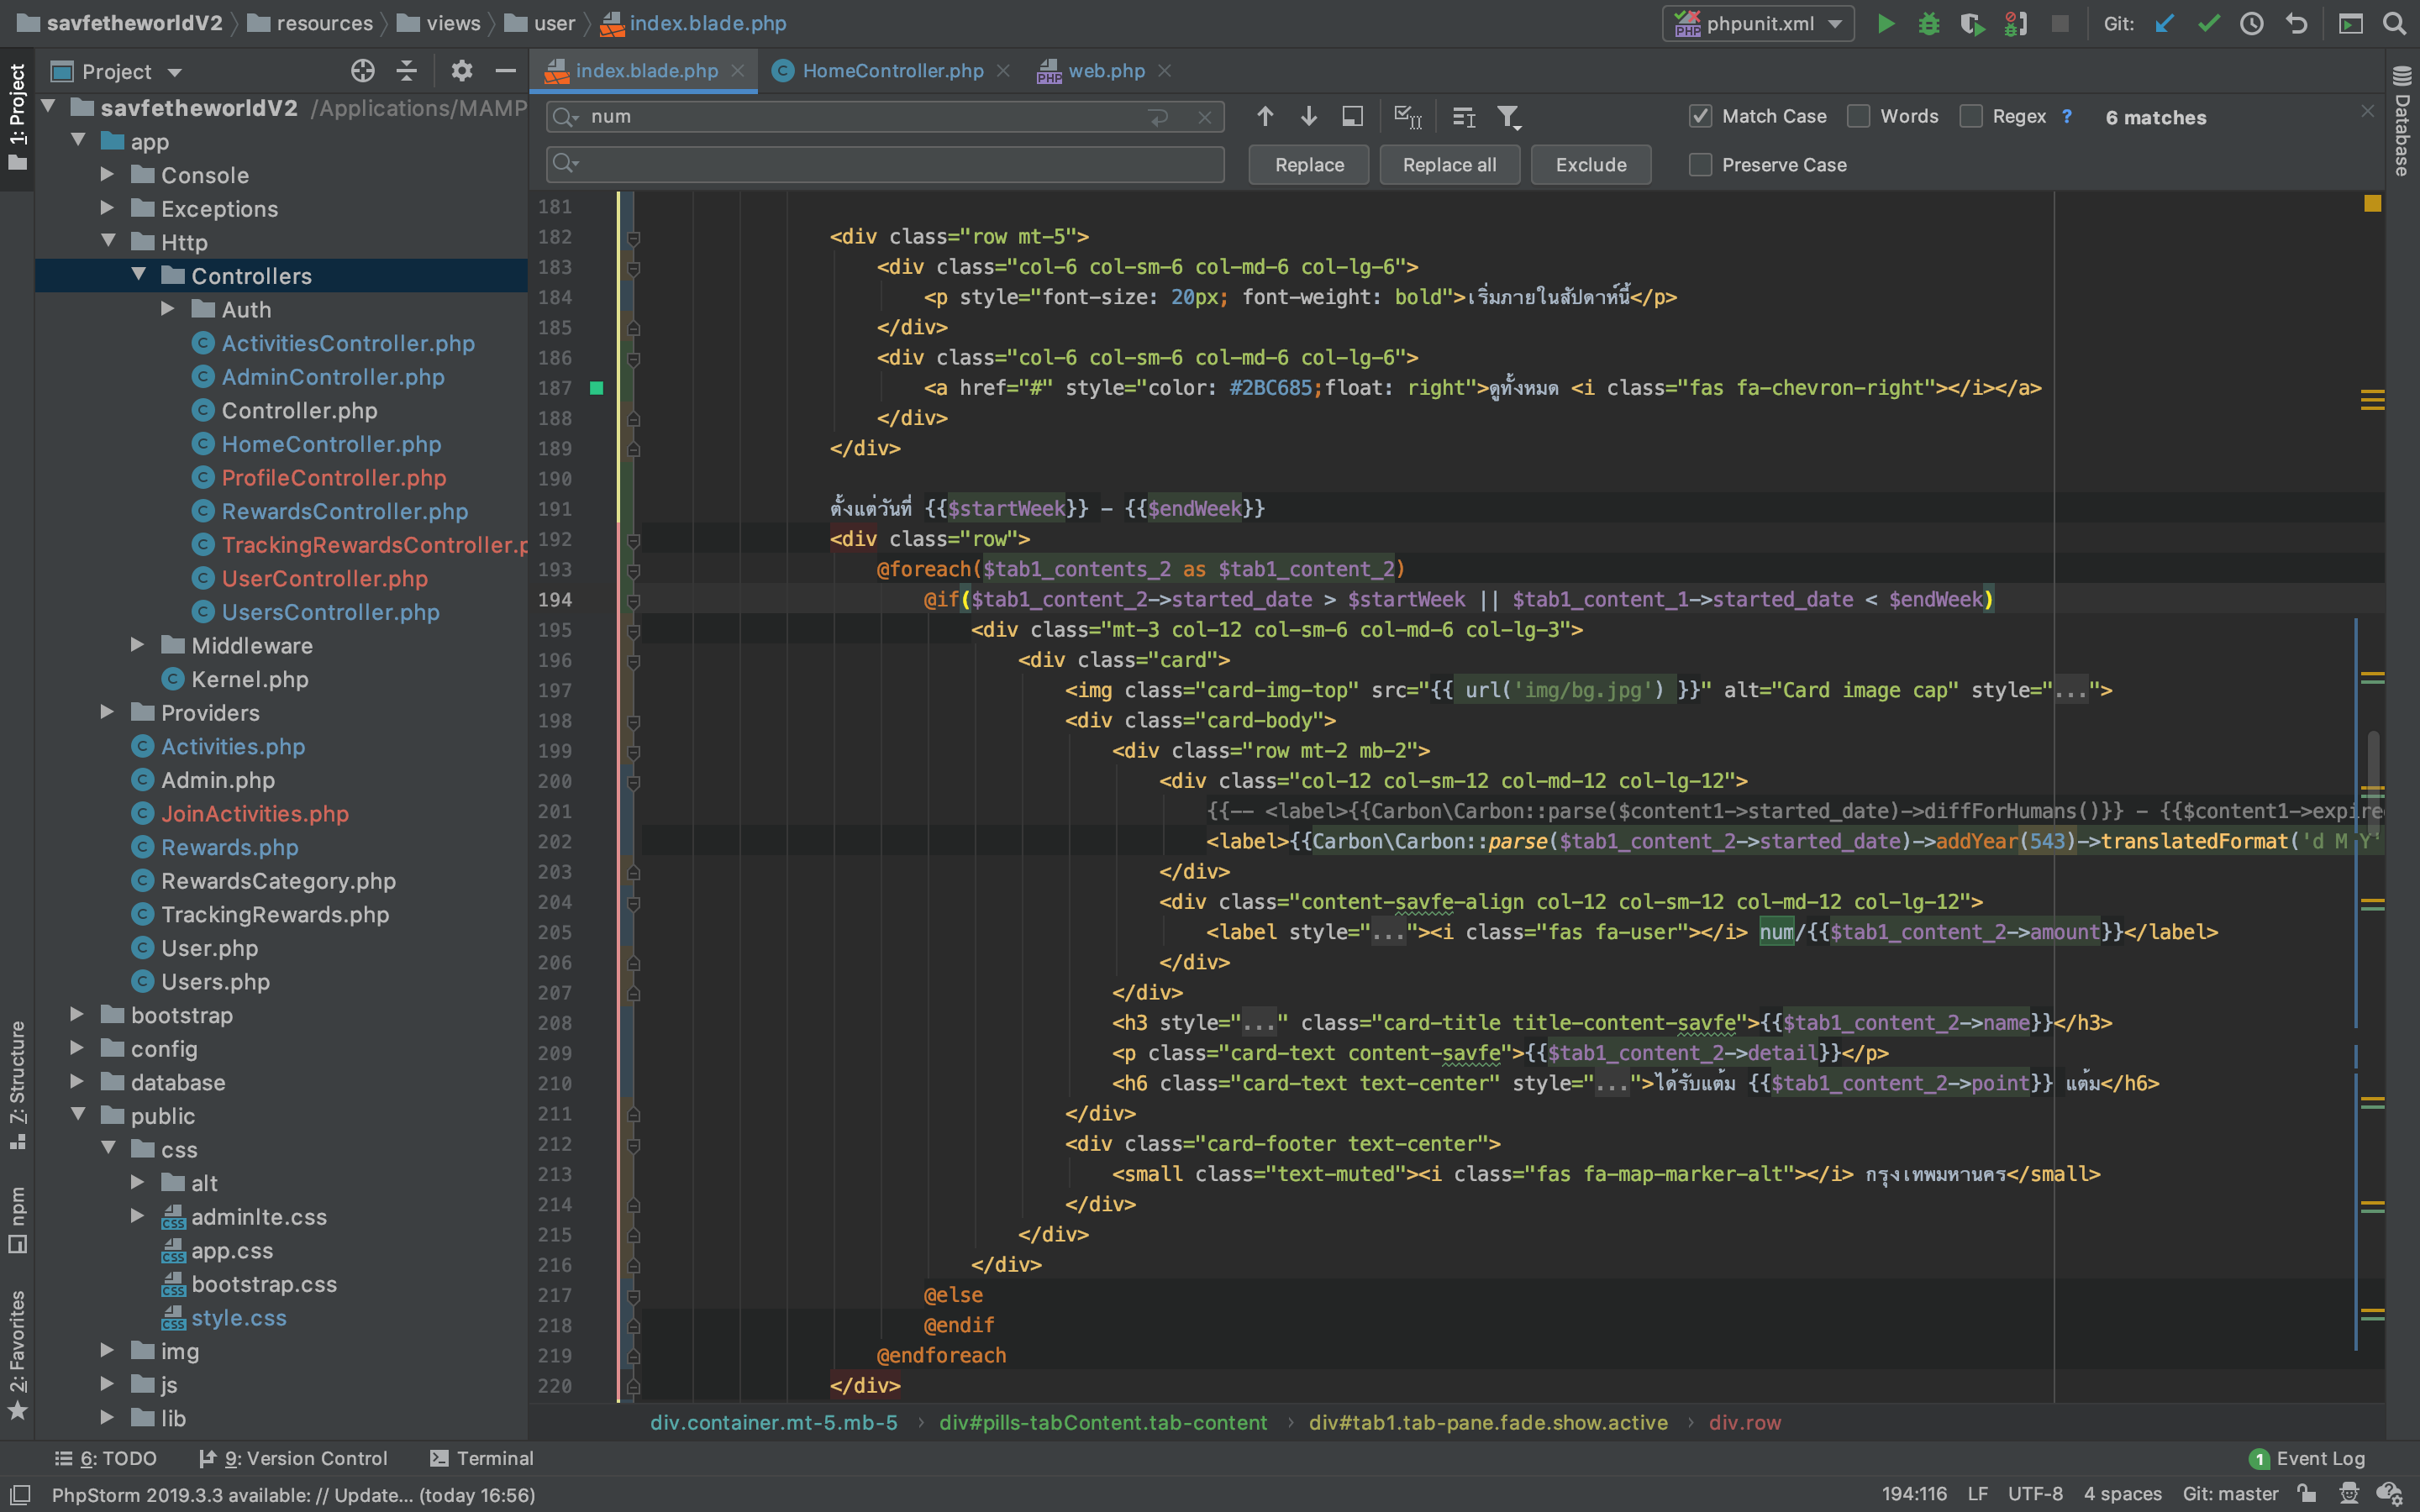 savfetheworldV2 resources views user index.blade.php phpunit.xml Git:
1: Project
Project
index.blade.php HomeController.php web.php
Database
savfetheworldV2 /Applications/MAMP
app
Console
Exceptions
Http
Controllers
Auth
ActivitiesController.php
AdminController.php
Controller.php
HomeController.php
ProfileController.php
RewardsController.php
TrackingRewardsController.p
UserController.php
UsersController.php
Middleware
Kernel.php
Providers
Activities.php
Admin.php
JoinActivities.php
Rewards.php
RewardsCategory.php
TrackingRewards.php
User.php
Users.php
bootstrap
config
database
public
css
alt
adminlte.css
app.css
bootstrap.css
style.css
img
js
lib
Z: Structure
npm
2: Favorites
num Match Case Words Regex ? 6 matches
Replace Replace all Exclude Preserve Case
181
182 <div class="row mt-5">
183 <div class="col-6 col-sm-6 col-md-6 col-lg-6">
184 <p style="font-size: 20px; font-weight: bold">เริ่มภายในสัปดาห์นี้</p>
185 </div>
186 <div class="col-6 col-sm-6 col-md-6 col-lg-6">
187 <a href="#" style="color: #2BC685;float: right">ดูทั้งหมด <i class="fas fa-chevron-right"></i></a>
188 </div>
189 </div>
190
191 ตั้งแต่วันที่ {{$startWeek}} - {{$endWeek}}
192 <div class="row">
193 @foreach($tab1_contents_2 as $tab1_content_2)
194 @if($tab1_content_2->started_date > $startWeek || $tab1_content_1->started_date < $endWeek)
195 <div class="mt-3 col-12 col-sm-6 col-md-6 col-lg-3">
196 <div class="card">
197 <img class="card-img-top" src="{{ url('img/bg.jpg') }}" alt="Card image cap" style="...">
198 <div class="card-body">
199 <div class="row mt-2 mb-2">
200 <div class="col-12 col-sm-12 col-md-12 col-lg-12">
201 {{-- <label>{{Carbon\Carbon::parse($content1->started_date)->diffForHumans()}} - {{$content1->expire
202 <label>{{Carbon\Carbon::parse($tab1_content_2->started_date)->addYear(543)->translatedFormat('d M Y'
203 </div>
204 <div class="content-savfe-align col-12 col-sm-12 col-md-12 col-lg-12">
205 <label style="..."><i class="fas fa-user"></i> num/{{$tab1_content_2->amount}}</label>
206 </div>
207 </div>
208 <h3 style="..." class="card-title title-content-savfe">{{$tab1_content_2->name}}</h3>
209 <p class="card-text content-savfe">{{$tab1_content_2->detail}}</p>
210 <h6 class="card-text text-center" style="...">ได้รับแต้ม {{$tab1_content_2->point}} แต้ม</h6>
211 </div>
212 <div class="card-footer text-center">
213 <small class="text-muted"><i class="fas fa-map-marker-alt"></i> กรุงเทพมหานคร</small>
214 </div>
215 </div>
216 </div>
217 @else
218 @endif
219 @endforeach
220 </div>
div.container.mt-5.mb-5 div#pills-tabContent.tab-content div#tab1.tab-pane.fade.show.active div.row
6: TODO 9: Version Control Terminal 1 Event Log
PhpStorm 2019.3.3 available: // Update... (today 16:56) 194:116 LF UTF-8 4 spaces Git: master